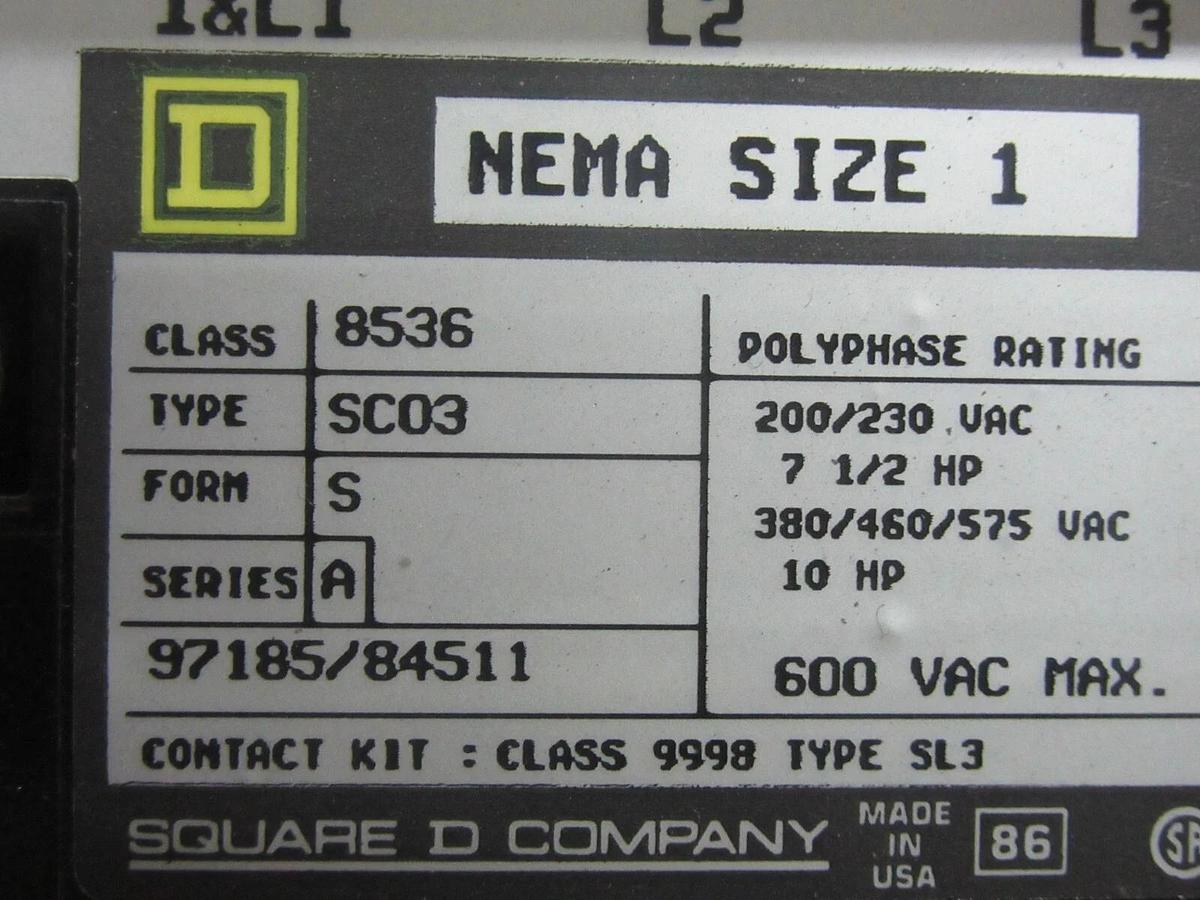 1&L1 L2 L3
D
NEMA SIZE 1
CLASS 8536
TYPE SCO3
FORM S
SERIES A
97185/84511
POLYPHASE RATING
200/230 VAC
7 1/2 HP
380/460/575 VAC
10 HP
600 VAC MAX.
CONTACT KIT : CLASS 9998 TYPE SL3
SQUARE D COMPANY
MADE
IN
USA
86